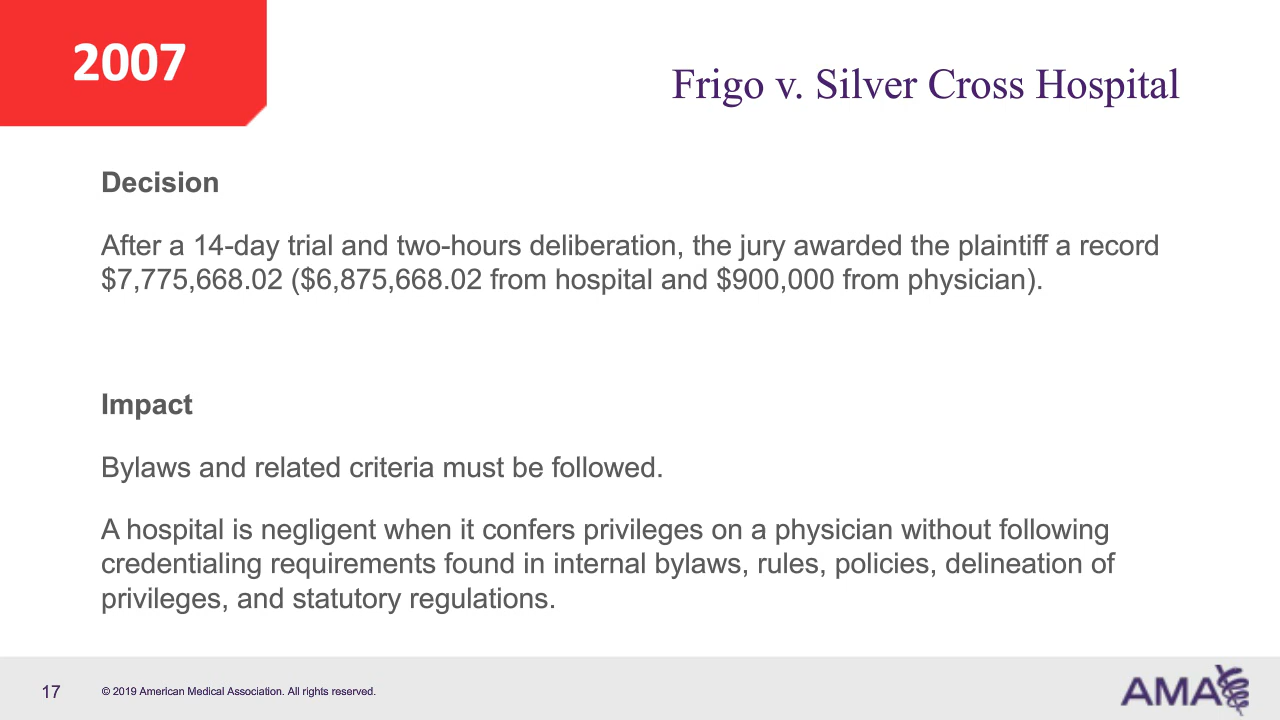 2007
Frigo v. Silver Cross Hospital
Decision
After a 14-day trial and two-hours deliberation, the jury awarded the plaintiff a record
$7,775,668.02 ($6,875,668.02 from hospital and $900,000 from physician).
Impact
Bylaws and related criteria must be followed.
A hospital is negligent when it confers privileges on a physician without following
credentialing requirements found in internal bylaws, rules, policies, delineation of
privileges, and statutory regulations.
17
© 2019 American Medical Association. All rights reserved.
AMA